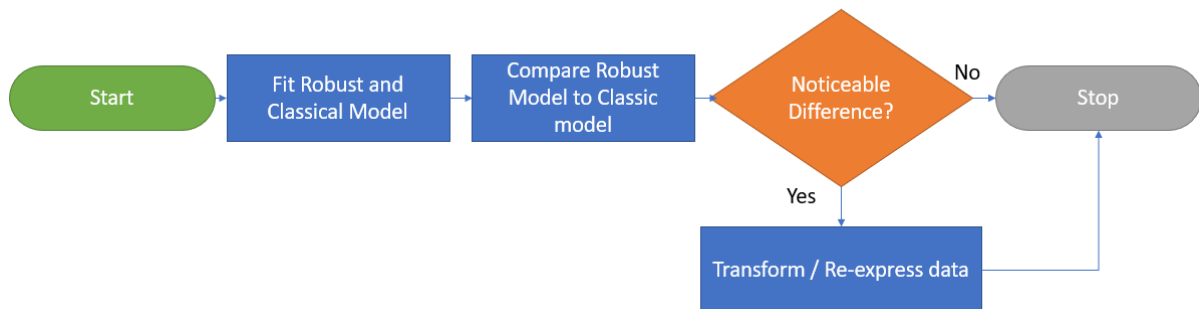 Start
Fit Robust and
Classical Model
Compare Robust
Model to Classic
model
Noticeable
Difference?
No
Stop
Yes
Transform / Re-express data